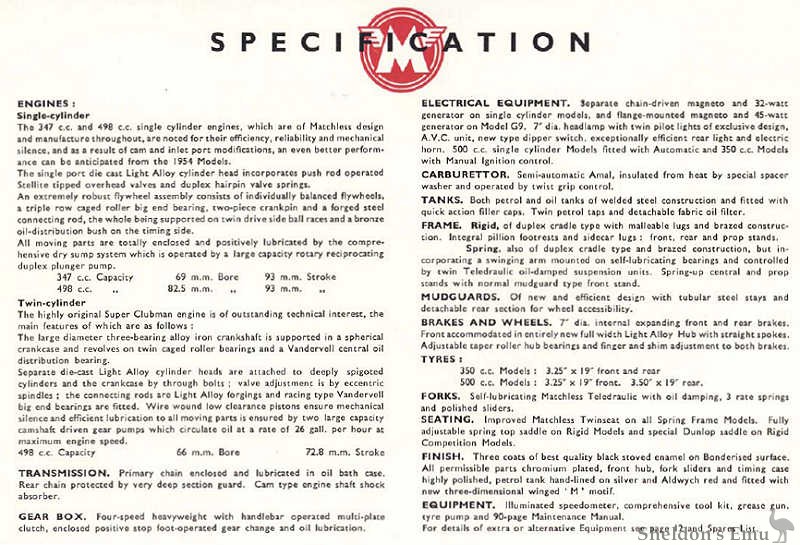 SPECIFICATION
ENGINES :
Single-cylinder
The 347 c.c. and 498 c.c. single cylinder engines, which are of Matchless design
and manufacture throughout, are noted for their efficiency, reliability and mechanical
silence, and as a result of cam and inlet port modifications, an even better perform-
ance can be anticipated from the 1954 Models.
The single port die cast Light Alloy cylinder head incorporates push rod operated
Stellite tipped overhead valves and duplex hairpin valve springs.
An extremely robust flywheel assembly consists of individually balanced flywheels,
a triple row caged roller big end bearing, two-piece crankpin and a forged steel
connecting rod, the whole being supported on twin drive side ball races and a bronze
oil-distribution bush on the timing side.
All moving parts are totally enclosed and positively lubricated by the compre-
hensive dry sump system which is operated by a large capacity rotary reciprocating
duplex plunger pump.
347 c.c. Capacity 69 m.m. Bore 93 m.m. Stroke
498 c.c. „ 82.5 m.m. „ 93 m.m. „
Twin-cylinder
The highly original Super Clubman engine is of outstanding technical interest, the
main features of which are as follows :
The large diameter three-bearing alloy iron crankshaft is supported in a spherical
crankcase and revolves on twin caged roller bearings and a Vandervell central oil
distribution bearing.
Separate die-cast Light Alloy cylinder heads are attached to deeply spigoted
cylinders and the crankcase by through bolts ; valve adjustment is by eccentric
spindles ; the connecting rods are Light Alloy forgings and racing type Vandervell
big end bearings are fitted. Wire wound low clearance pistons ensure mechanical
silence and efficient lubrication to all moving parts is ensured by two large capacity
camshaft driven gear pumps which circulate oil at a rate of 26 gall. per hour at
maximum engine speed.
498 c.c. Capacity 66 m.m. Bore 72.8 m.m. Stroke
TRANSMISSION. Primary chain enclosed and lubricated in oil bath case.
Rear chain protected by very deep section guard. Cam type engine shaft shock
absorber.
GEAR BOX. Four-speed heavyweight with handlebar operated multi-plate
clutch, enclosed positive stop foot-operated gear change and oil lubrication.
ELECTRICAL EQUIPMENT. Separate chain-driven magneto and 32-watt
generator on single cylinder models, and flange-mounted magneto and 45-watt
generator on Model G9. 7" dia. headlamp with twin pilot lights of exclusive design,
A.V.C. unit, new type dipper switch, exceptionally efficient rear light and electric
horn. 500 c.c. single cylinder Models fitted with Automatic and 350 c.c. Models
with Manual Ignition control.
CARBURETTOR. Semi-automatic Amal, insulated from heat by special spacer
washer and operated by twist grip control.
TANKS. Both petrol and oil tanks of welded steel construction and fitted with
quick action filler caps. Twin petrol taps and detachable fabric oil filter.
FRAME. Rigid, of duplex cradle type with malleable lugs and brazed construc-
tion. Integral pillion footrests and sidecar lugs : front, rear and prop stands.
Spring, also of duplex cradle type and brazed construction, but in-
corporating a swinging arm mounted on self-lubricating bearings and controlled
by twin Teledraulic oil-damped suspension units. Spring-up central and prop
stands with normal mudguard type front stand.
MUDGUARDS. Of new and efficient design with tubular steel stays and
detachable rear section for wheel accessibility.
BRAKES AND WHEELS. 7" dia. internal expanding front and rear brakes.
Front accommodated in entirely new full width Light Alloy Hub with straight spokes.
Adjustable taper roller hub bearings and finger and shim adjustment to both brakes.
TYRES :
350 c.c. Models : 3.25" x 19" front and rear
500 c.c. Models : 3.25" x 19" front. 3.50" x 19" rear.
FORKS. Self-lubricating Matchless Teledraulic with oil damping, 3 rate springs
and polished sliders.
SEATING. Improved Matchless Twinseat on all Spring Frame Models. Fully
adjustable spring top saddle on Rigid Models and special Dunlop saddle on Rigid
Competition Models.
FINISH. Three coats of best quality black stoved enamel on Bonderised surface.
All permissible parts chromium plated, front hub, fork sliders and timing case
highly polished, petrol tank hand-lined on silver and Aldwych red and fitted with
new three-dimensional winged 'M' motif.
EQUIPMENT. Illuminated speedometer, comprehensive tool kit, grease gun,
tyre pump and 90-page Maintenance Manual.
For details of extra or alternative Equipment see page 12 and Spares List.
Sheldon's Emu